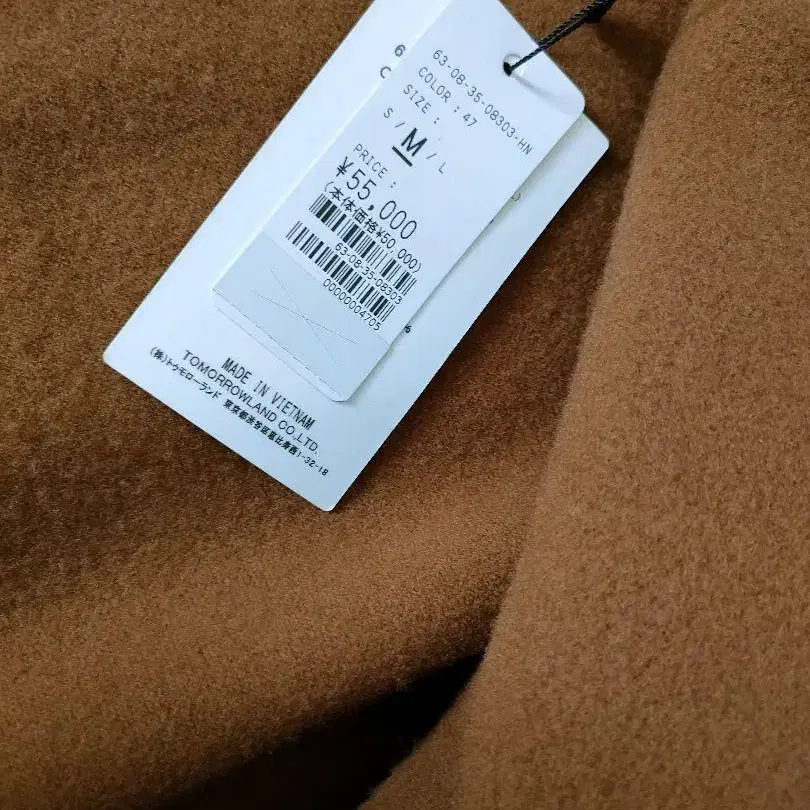 63-08-35-08303-HN
COLOR : 47
SIZE :
S / M / L
PRICE :
¥55,000
(本体価格¥50,000)
63-08-35-08303
00000004705
6
C
%
MADE IN VIETNAM
TOMORROWLAND CO.,LTD.
(株)トゥモローランド 東京都渋谷区恵比寿西1-32-18